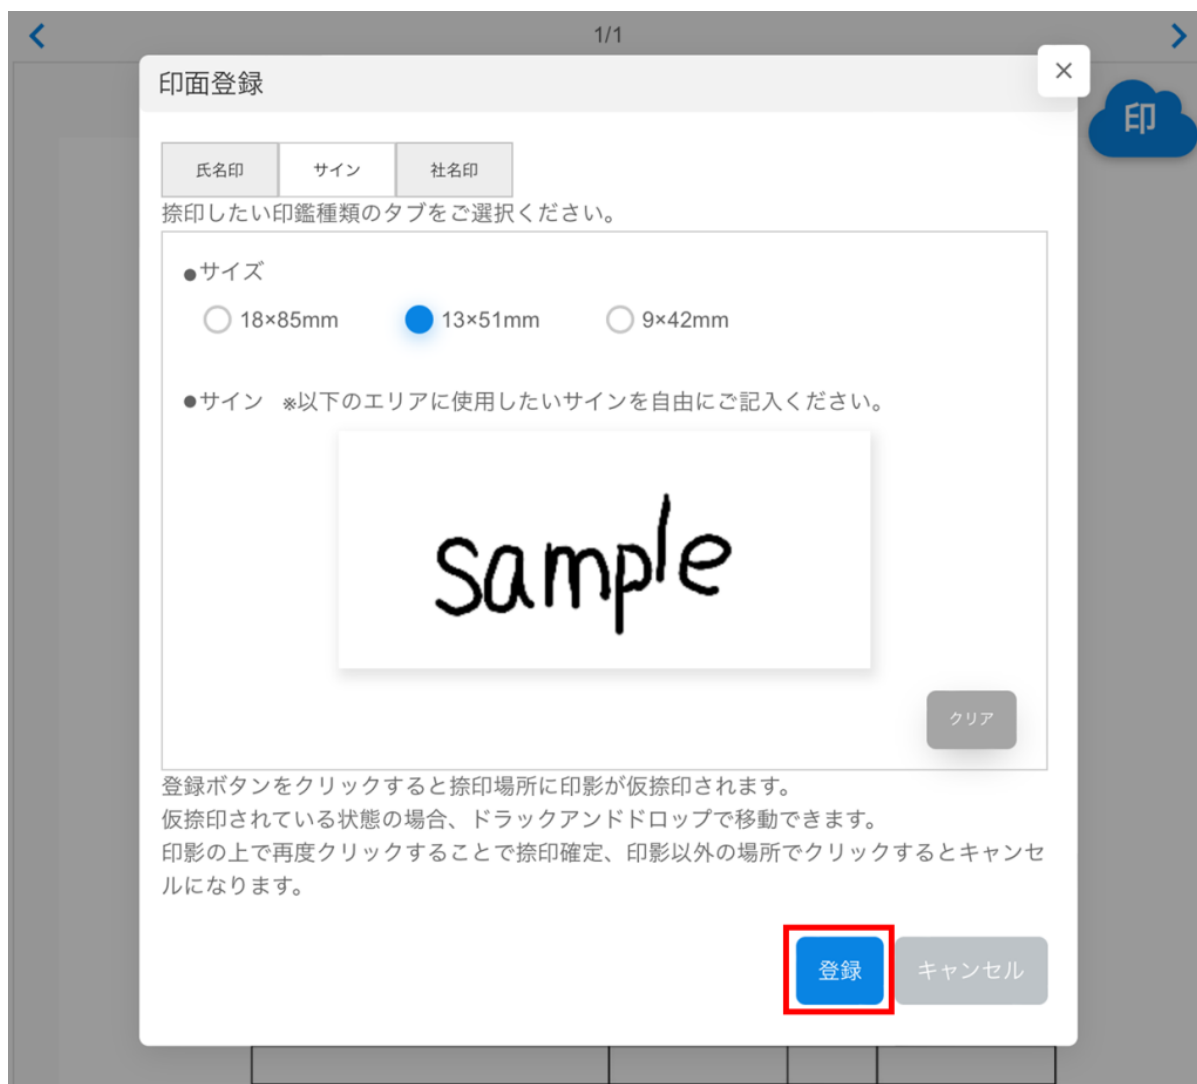 1/1
印面登録
×
印
氏名印 サイン 社名印
捺印したい印鑑種類のタブをご選択ください。
●サイズ
18×85mm 13×51mm 9×42mm
●サイン ※以下のエリアに使用したいサインを自由にご記入ください。
sample
クリア
登録ボタンをクリックすると捺印場所に印影が仮捺印されます。
仮捺印されている状態の場合、ドラックアンドドロップで移動できます。
印影の上で再度クリックすることで捺印確定、印影以外の場所でクリックするとキャンセ
ルになります。
登録 キャンセル